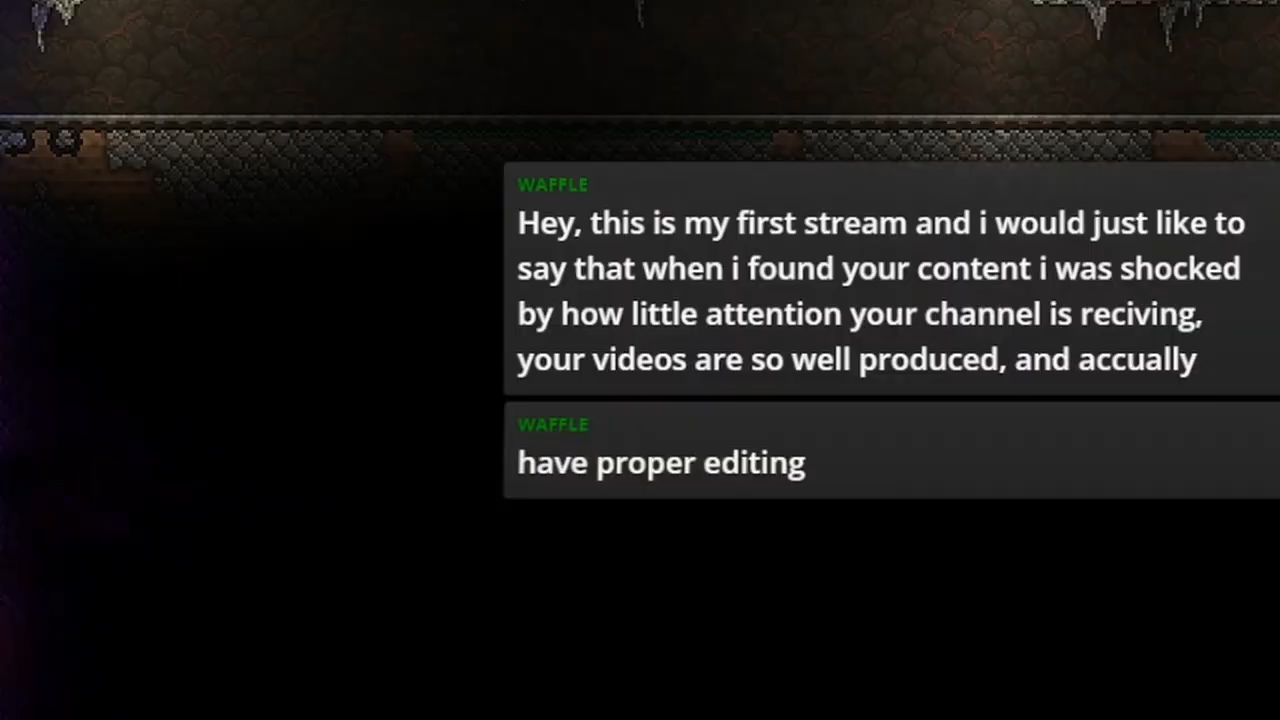 WAFFLE
Hey, this is my first stream and i would just like to
say that when i found your content i was shocked
by how little attention your channel is reciving,
your videos are so well produced, and accually
WAFFLE
have proper editing